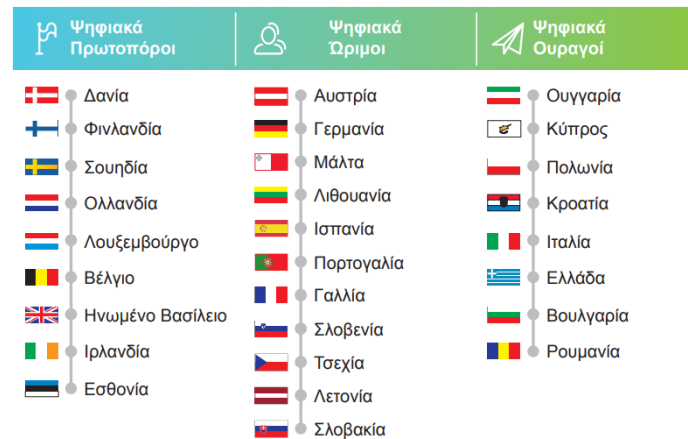 Ψηφιακά
Πρωτοπόροι
Ψηφιακά
Ώριμοι
Ψηφιακά
Ουραγοί
Δανία
Φινλανδία
Σουηδία
Ολλανδία
Λουξεμβούργο
Βέλγιο
Ηνωμένο Βασίλειο
Ιρλανδία
Εσθονία
Αυστρία
Γερμανία
Μάλτα
Λιθουανία
Ισπανία
Πορτογαλία
Γαλλία
Σλοβενία
Τσεχία
Λετονία
Σλοβακία
Ουγγαρία
Κύπρος
Πολωνία
Κροατία
Ιταλία
Ελλάδα
Βουλγαρία
Ρουμανία